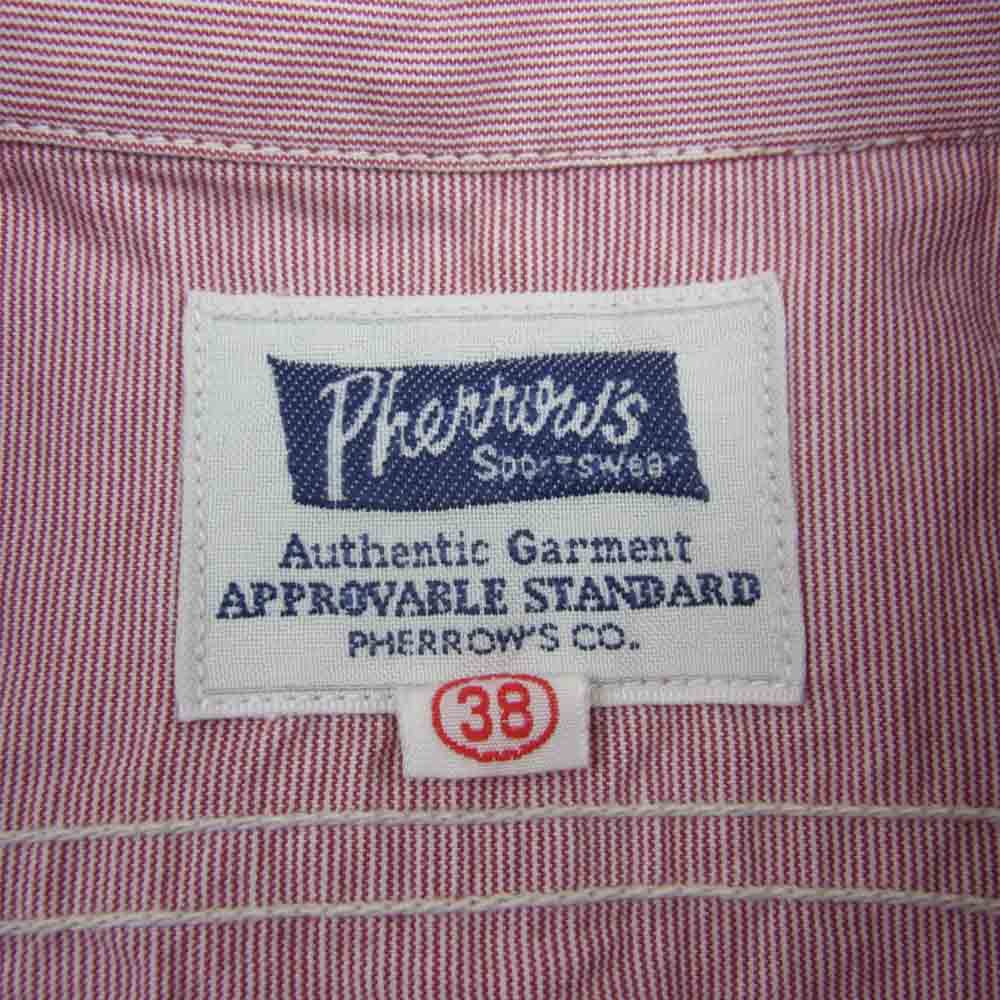 Pherrow's
Sportswear
Authentic Garment
APPROVABLE STANDARD
PHERROW'S CO.
38